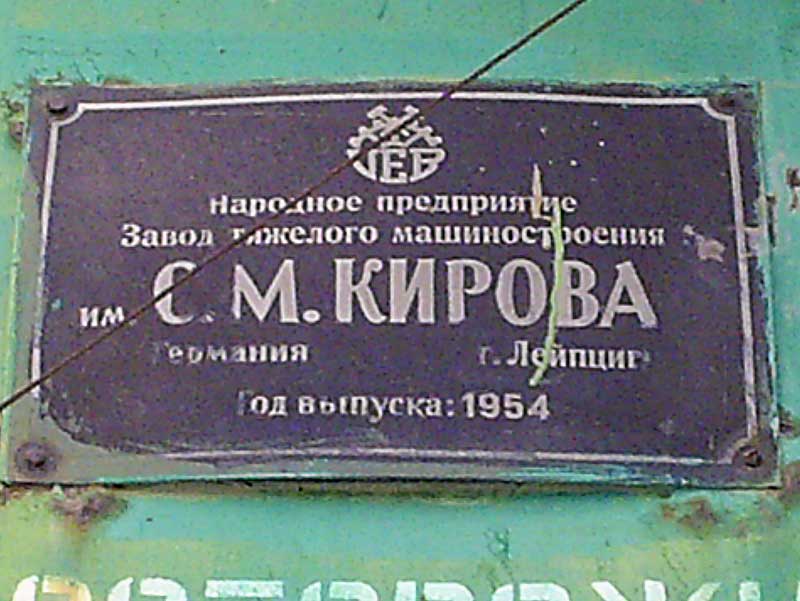 VEB
Народное предприятие
Завод тяжелого машиностроения
им. С. М. КИРОВА
Германия г. Лейпциг
Год выпуска: 1954